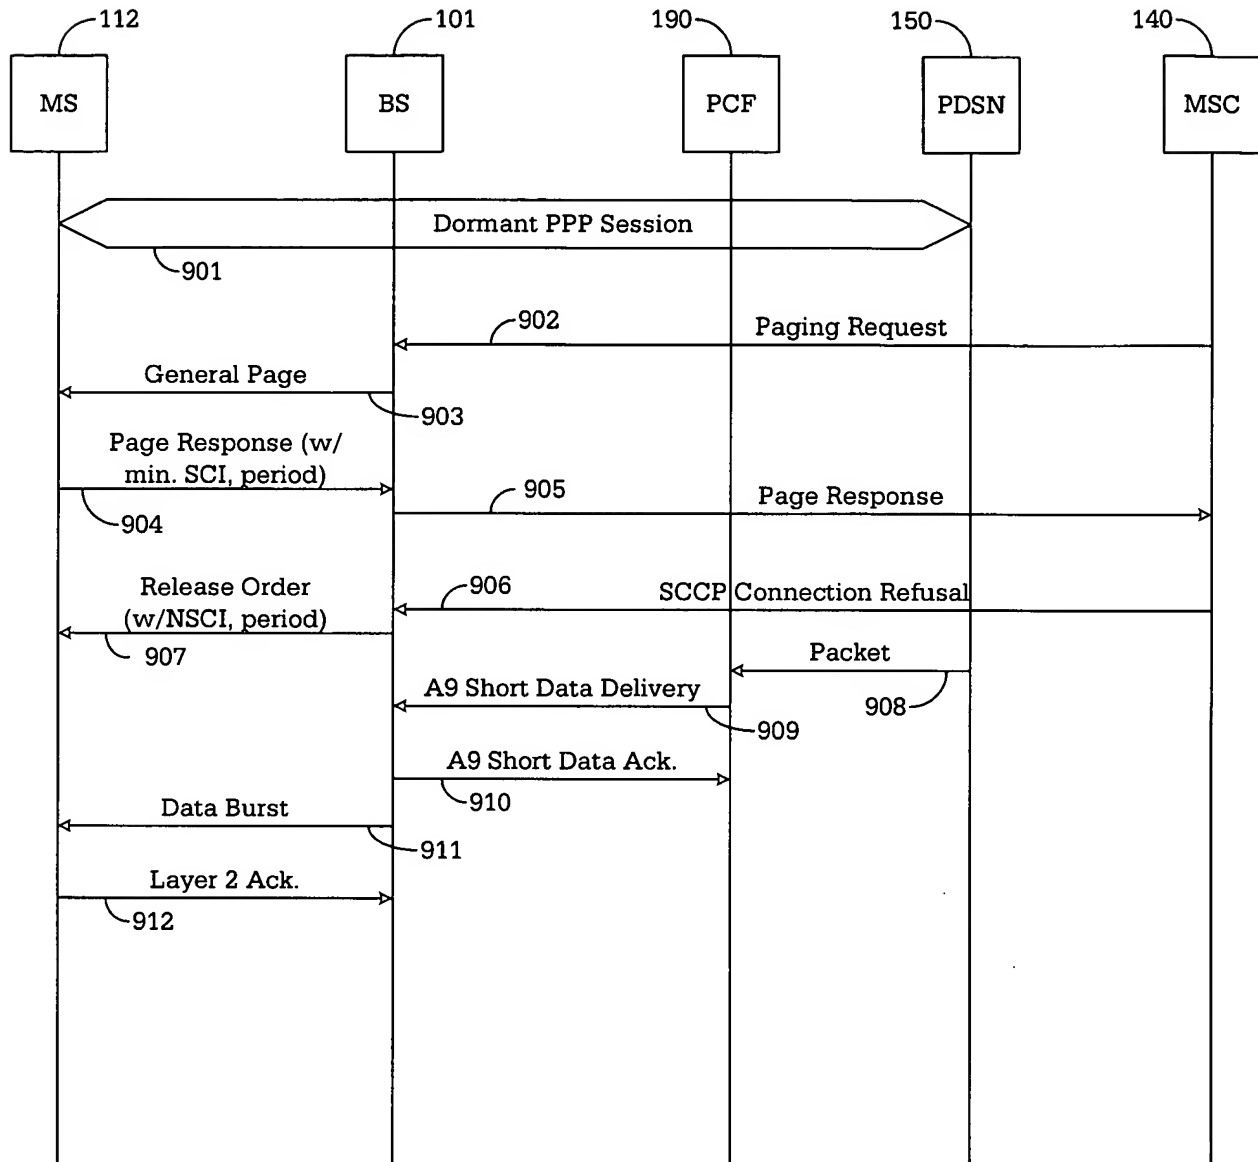 112
101
190
150
140
MS
BS
PCF
PDSN
MSC
Dormant PPP Session
901
902
Paging Request
General Page
903
Page Response (w/
min. SCI, period)
904
905
Page Response
Release Order
(w/NSCI, period)
906
SCCP Connection Refusal
907
Packet
908
A9 Short Data Delivery
909
A9 Short Data Ack.
910
Data Burst
911
Layer 2 Ack.
912